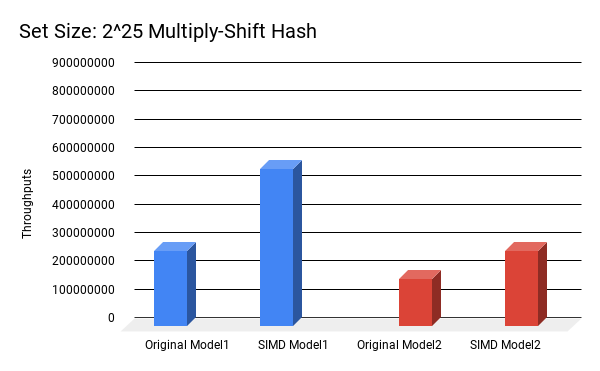 Set Size: 2^25 Multiply-Shift Hash
900000000
800000000
700000000
600000000
500000000
400000000
300000000
200000000
100000000
0
Throughputs
Original Model1
SIMD Model1
Original Model2
SIMD Model2